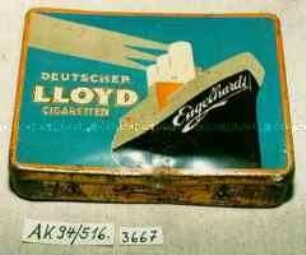 DEUTSCHER
LLOYD
CIGARETTEN
Engelhardt
AK 94/516.
3667